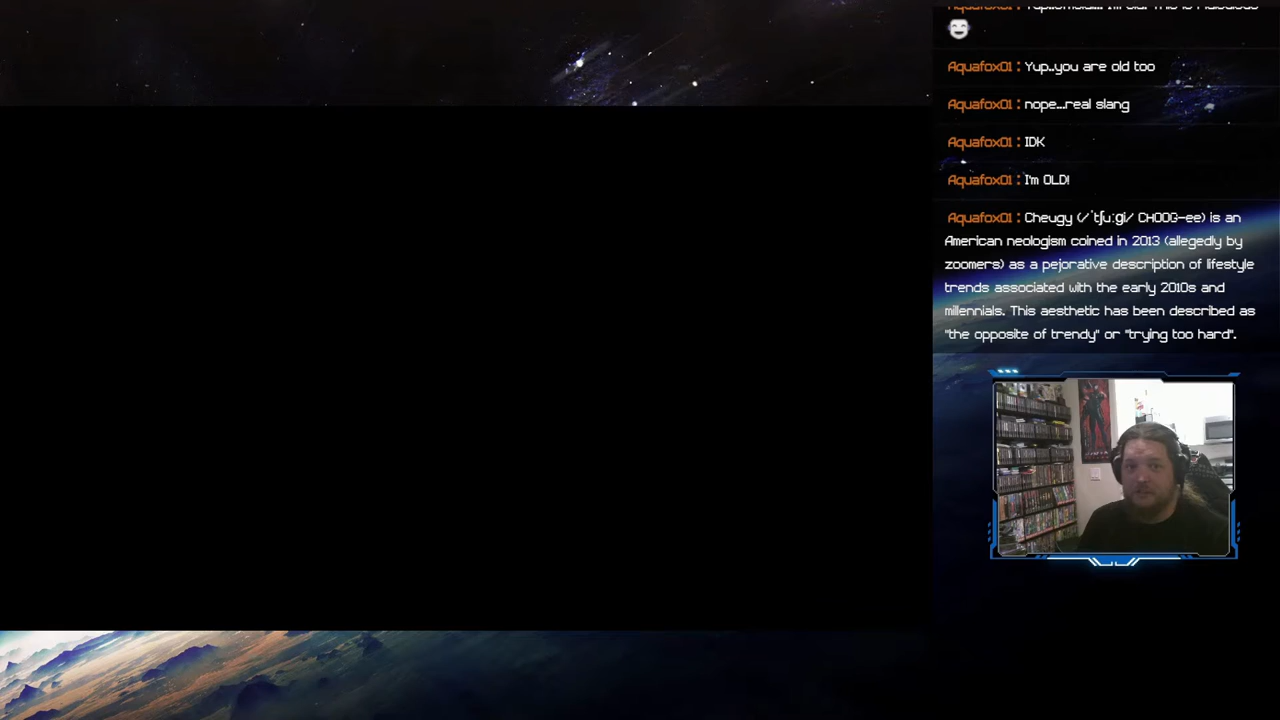 Aquafox01 : Yup..
Aquafox01 : Yup..you are old too
Aquafox01 : nope...real slang
Aquafox01 : IDK
Aquafox01 : I'm OLD!
Aquafox01 : Cheugy (/ˈtʃuːɡi/ CHOOG-ee) is an
American neologism coined in 2013 (allegedly by
zoomers) as a pejorative description of lifestyle
trends associated with the early 2010s and
millennials. This aesthetic has been described as
"the opposite of trendy" or "trying too hard".